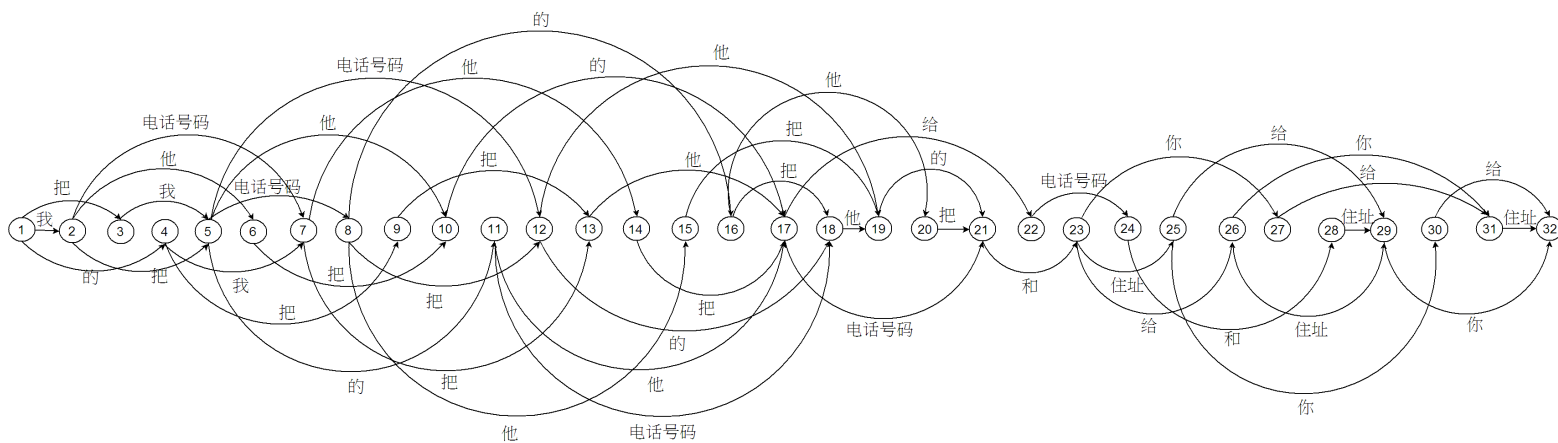 的
他
电话号码
他
的
他
电话号码
他
把
给
给
你
你
把
我
他
电话号码
把
他
把
的
电话号码
给
给
我
他
把
住址
住址
1
2
3
4
5
6
7
8
9
10
11
12
13
14
15
16
17
18
19
20
21
22
23
24
25
26
27
28
29
30
31
32
的
把
我
把
把
把
把
的
电话号码
和
住址
给
和
住址
你
的
把
他
你
他
电话号码